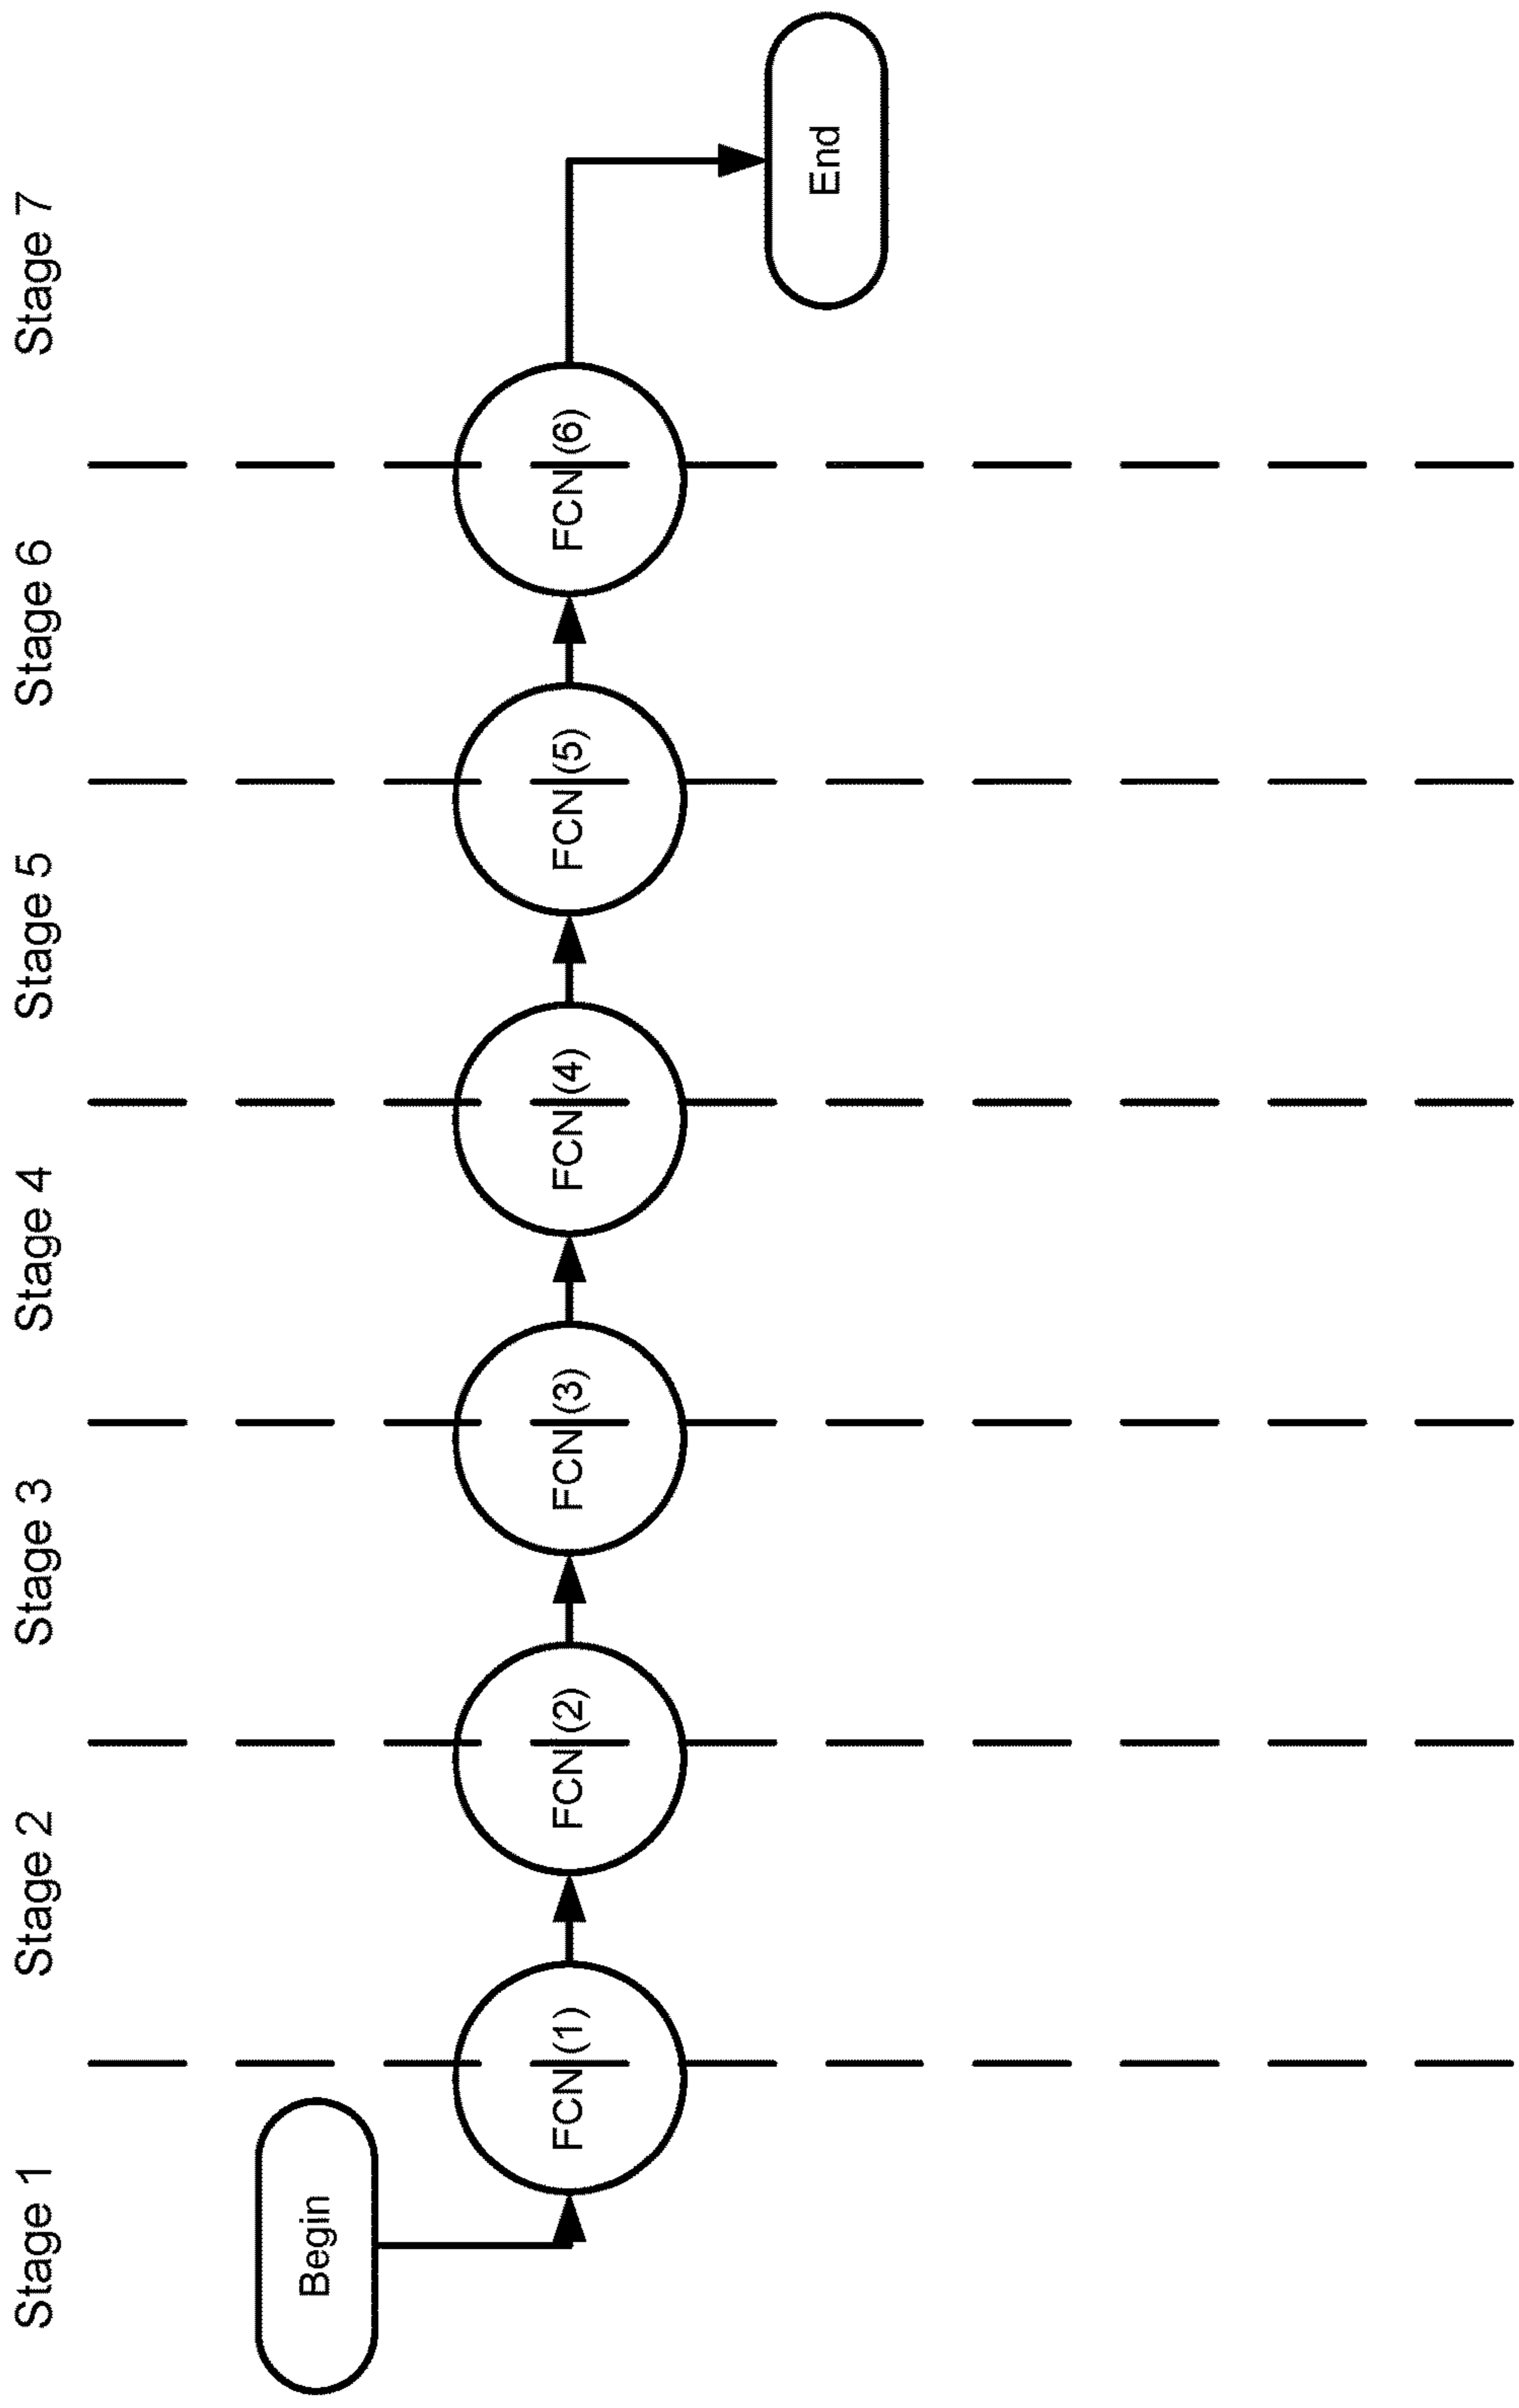 Stage 1
Stage 2
Stage 3
Stage 4
Stage 5
Stage 6
Stage 7
Begin
FCN (1)
FCN (2)
FCN (3)
FCN (4)
FCN (5)
FCN (6)
End